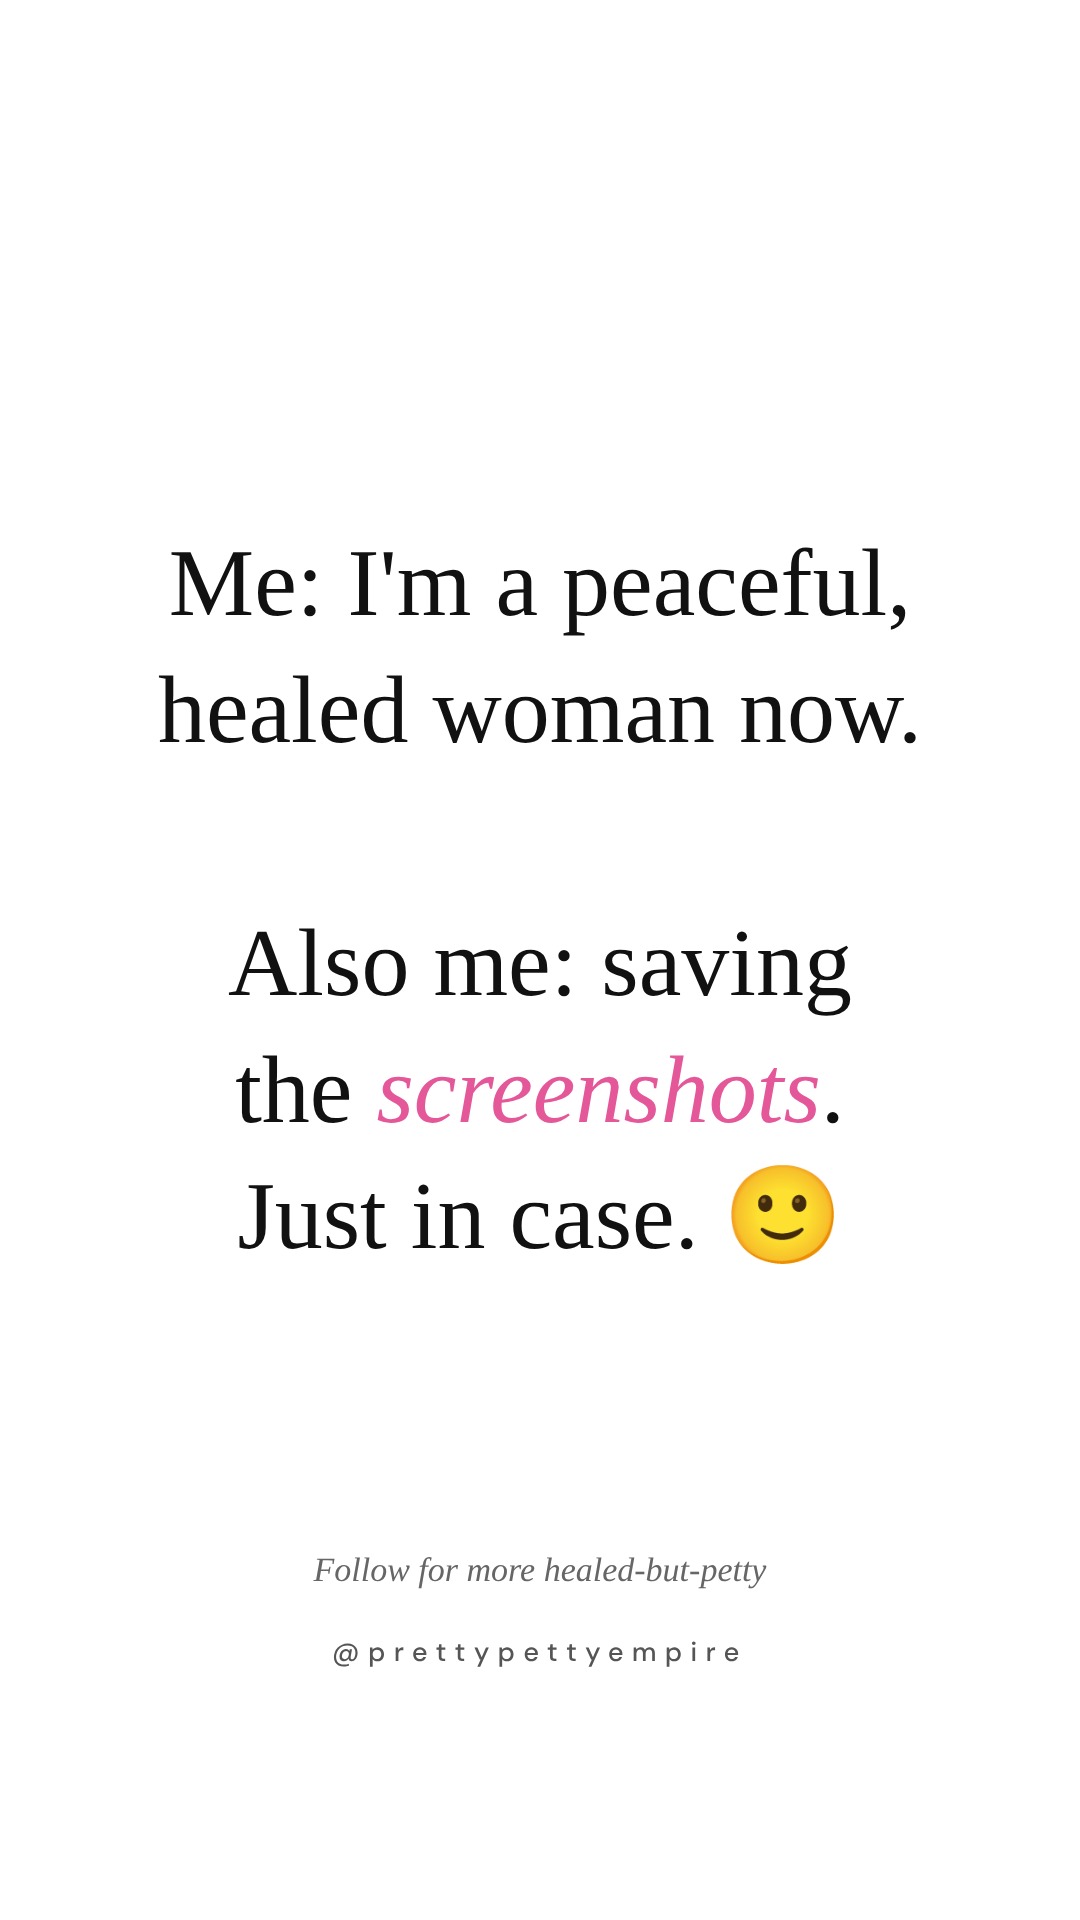 Me: I'm a peaceful,
healed woman now.
Also me: saving
the screenshots.
Just in case. 🙂
Follow for more healed-but-petty
@prettypettyempire